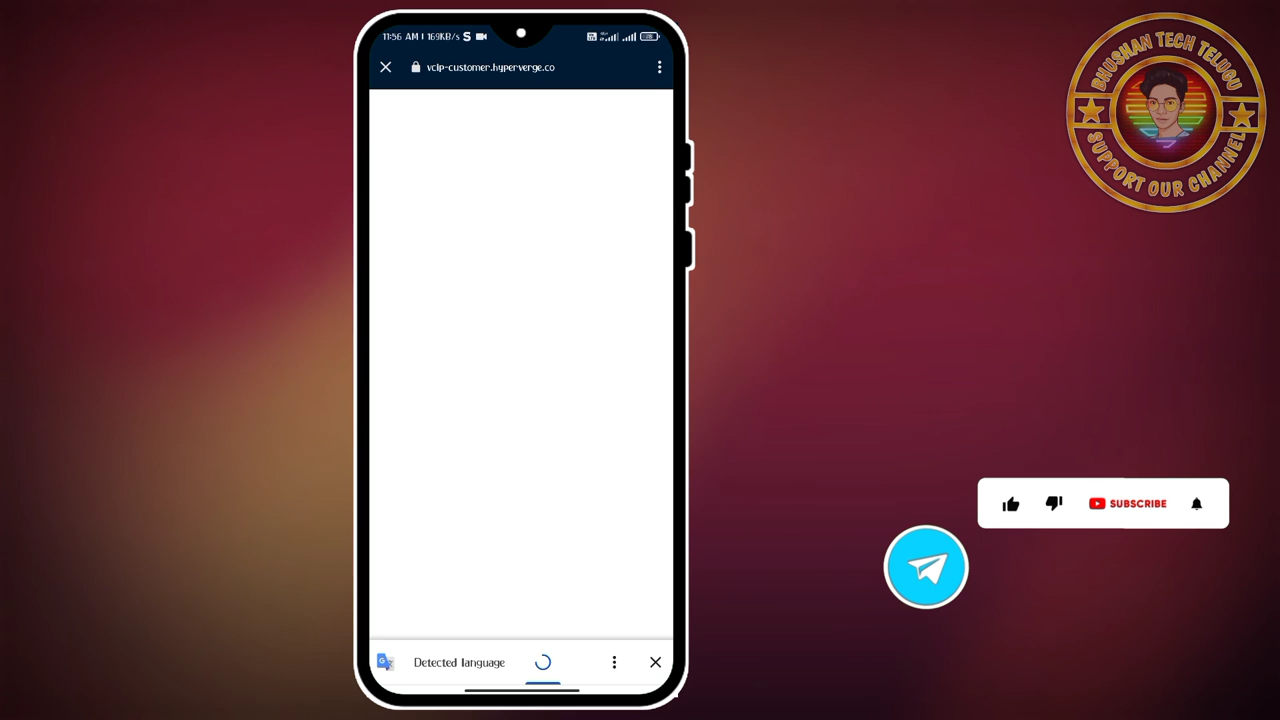 11:56 AM | 169KB/s
vcip-customer.hyperverge.co
Detected language
BHUSHAN TECH TELUGU
SUPPORT OUR CHANNEL
SUBSCRIBE